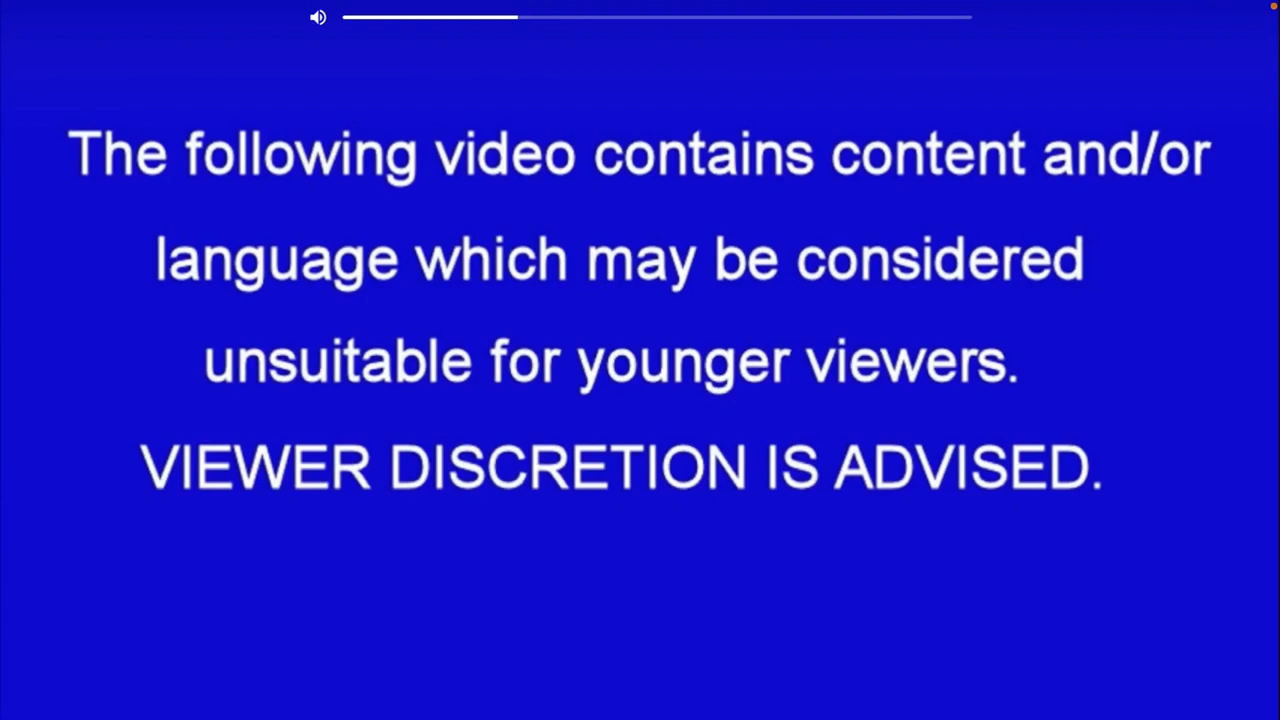 The following video contains content and/or
language which may be considered
unsuitable for younger viewers.
VIEWER DISCRETION IS ADVISED.